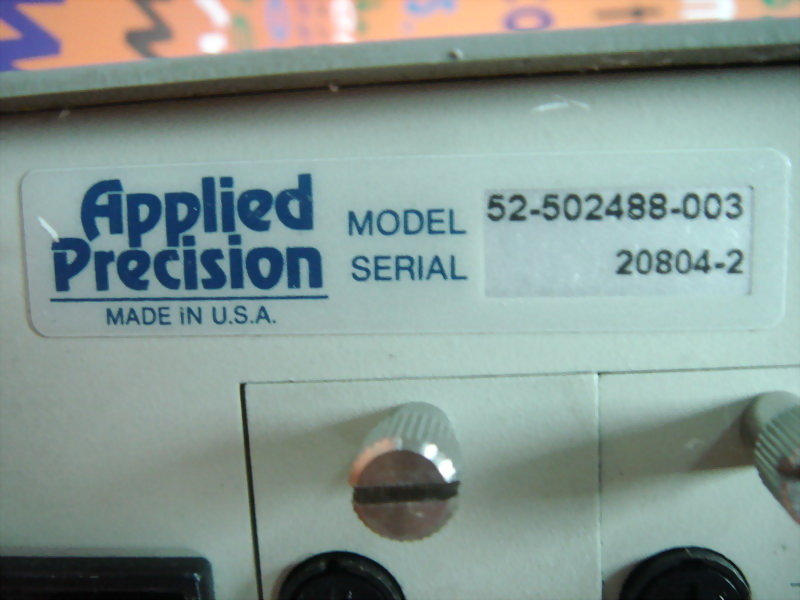 Applied
Precision
MADE iN U.S.A.
MODEL 52-502488-003
SERIAL 20804-2